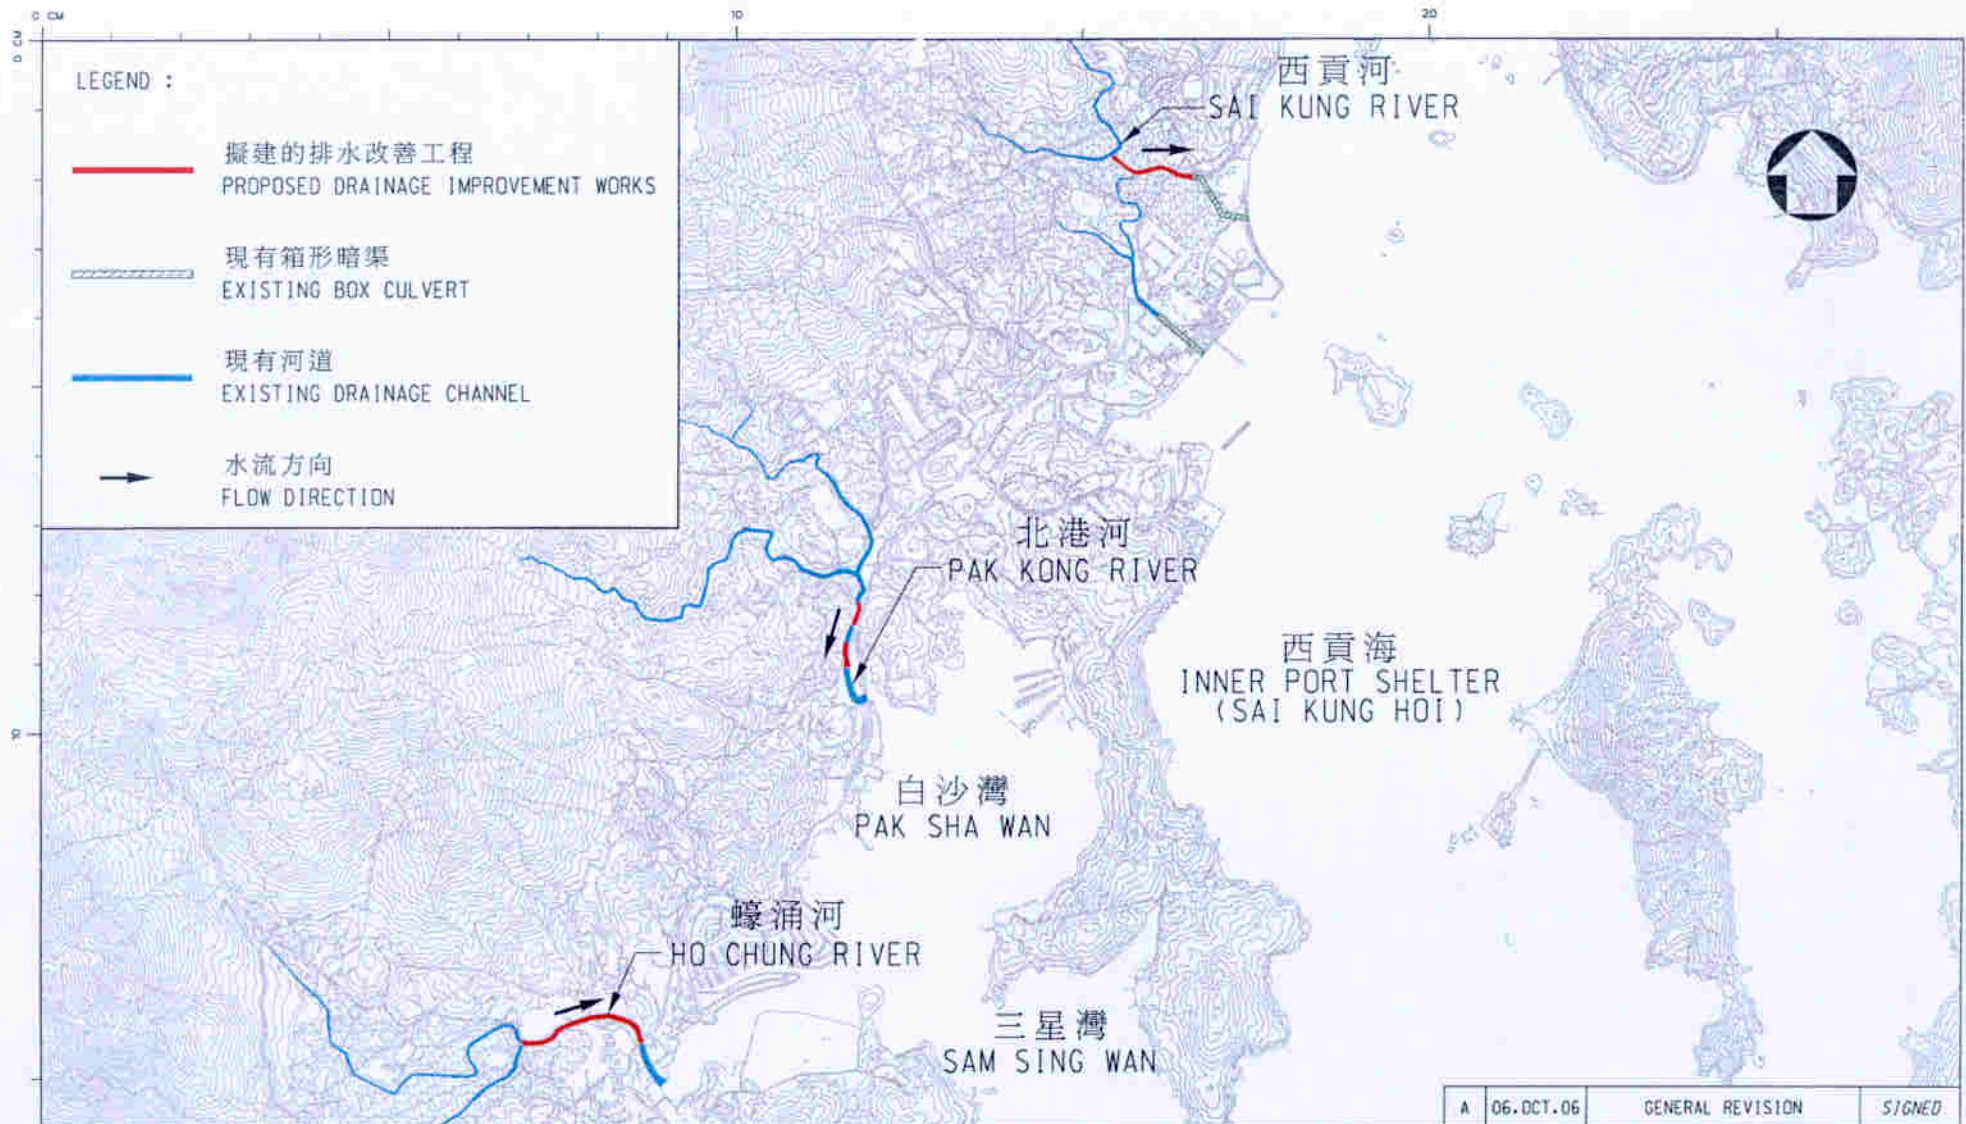 0 CM
10
20
0 CM
LEGEND :
擬建的排水改善工程
PROPOSED DRAINAGE IMPROVEMENT WORKS
現有箱形暗渠
EXISTING BOX CULVERT
現有河道
EXISTING DRAINAGE CHANNEL
水流方向
FLOW DIRECTION
西貢河
SAI KUNG RIVER
北港河
PAK KONG RIVER
西貢海
INNER PORT SHELTER
(SAI KUNG HOI)
10
白沙灣
PAK SHA WAN
蠔涌河
HO CHUNG RIVER
三星灣
SAM SING WAN
A 06.OCT.06 GENERAL REVISION SIGNED